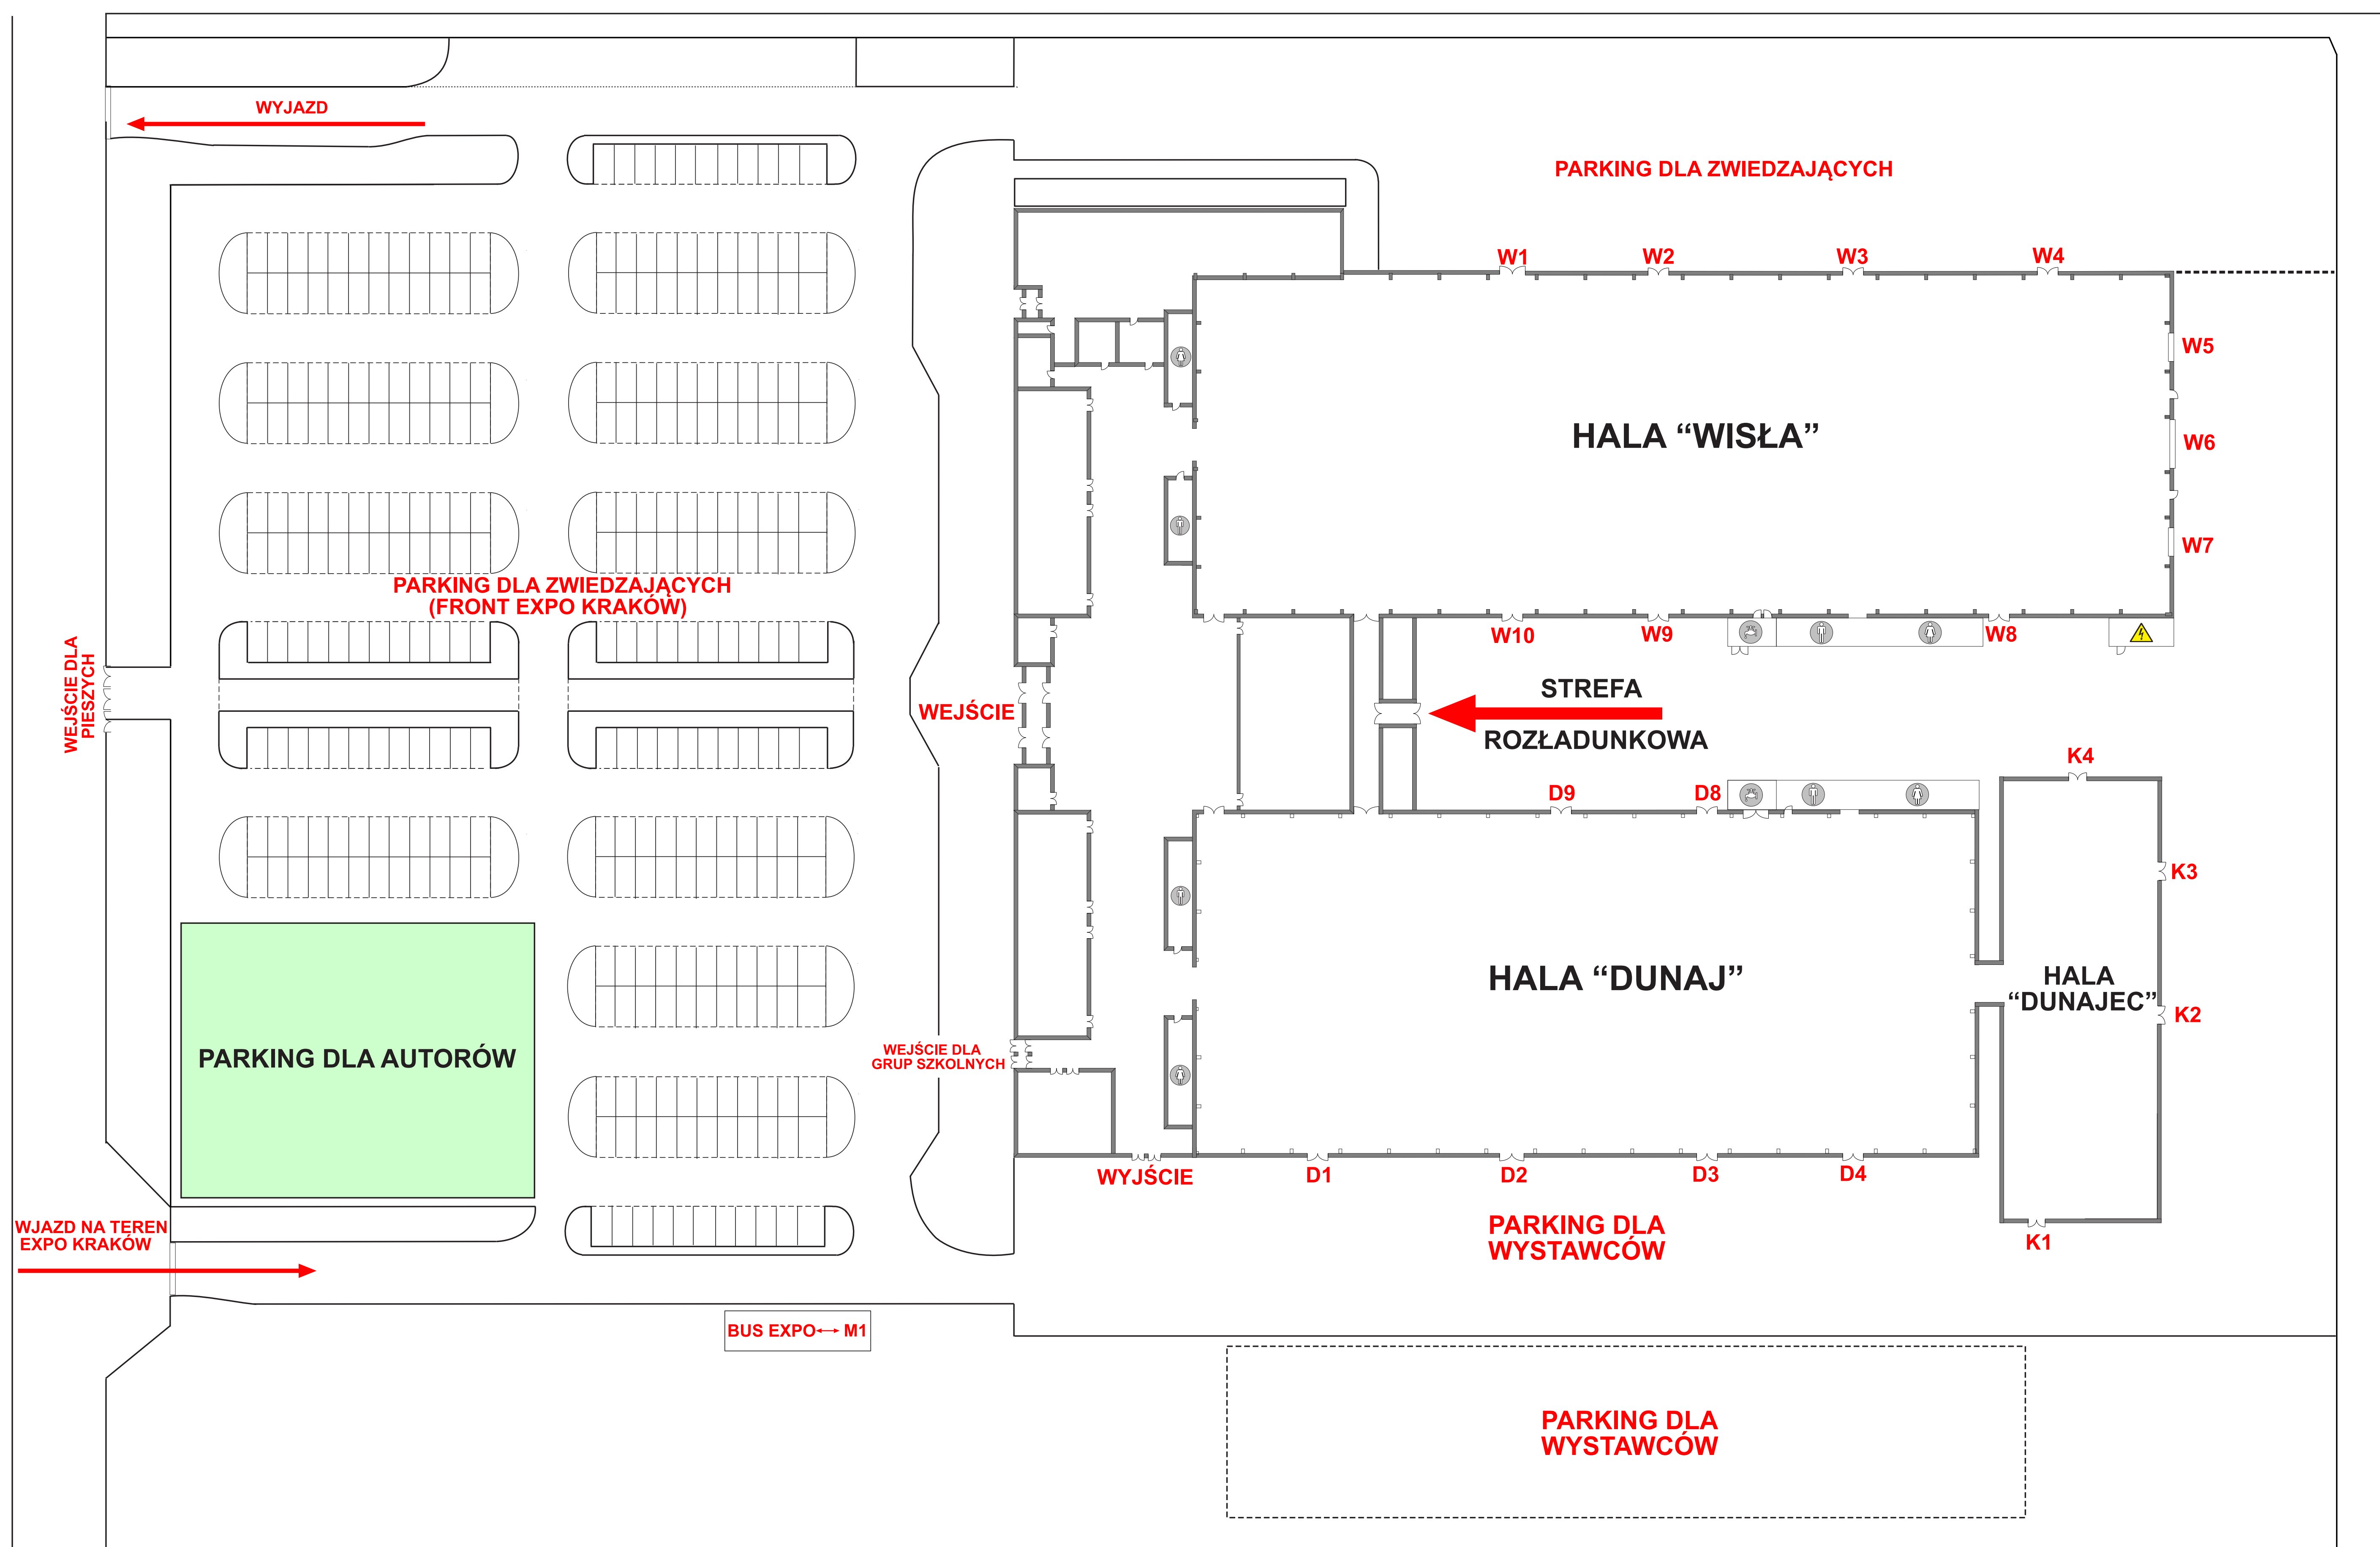 WYJAZD
PARKING DLA ZWIEDZAJĄCYCH
W1
W2
W3
W4
W5
HALA “WISŁA”
W6
W7
PARKING DLA ZWIEDZAJĄCYCH
(FRONT EXPO KRAKÓW)
W10
W9
W8
WEJŚCIE DLA
PIESZYCH
STREFA
WEJŚCIE
ROZŁADUNKOWA
K4
D9
D8
K3
HALA “DUNAJ”
HALA
“DUNAJEC”
K2
PARKING DLA AUTORÓW
WEJŚCIE DLA
GRUP SZKOLNYCH
WYJŚCIE
D1
D2
D3
D4
PARKING DLA
WYSTAWCÓW
K1
WJAZD NA TEREN
EXPO KRAKÓW
BUS EXPO↔M1
PARKING DLA
WYSTAWCÓW